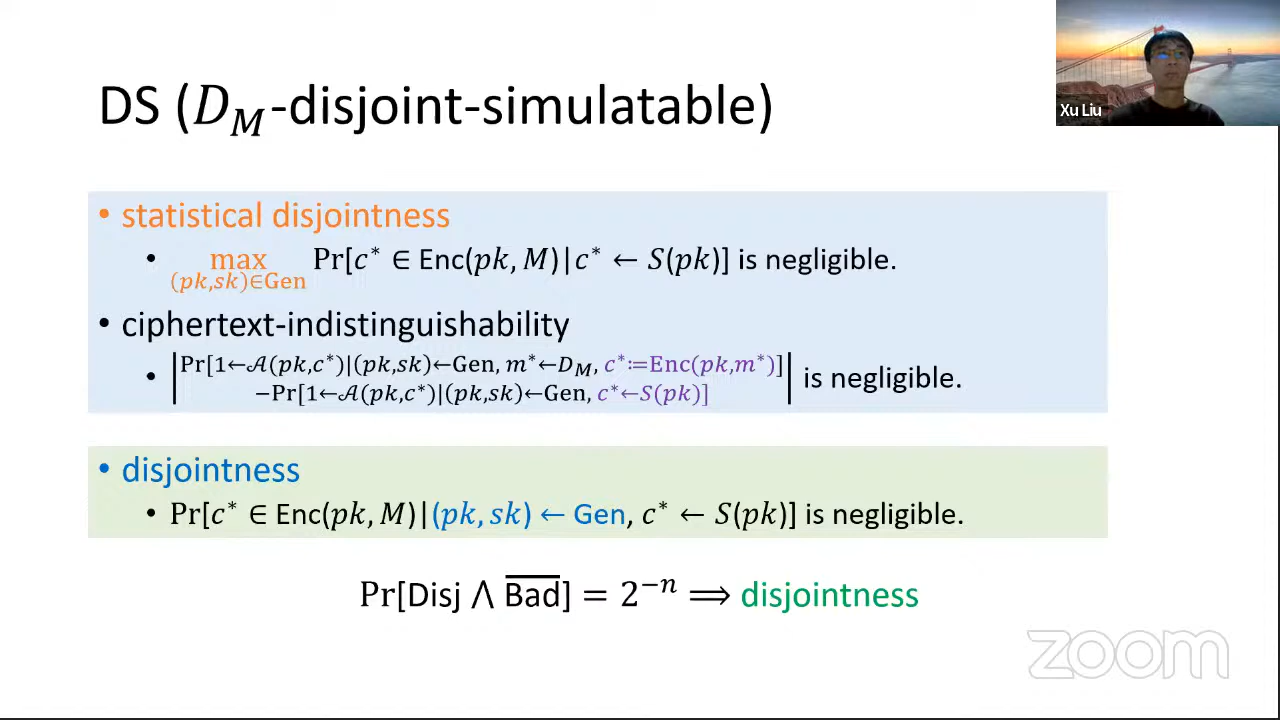 DS (D_M-disjoint-simulatable)
Xu Liu
• statistical disjointness
• max_{(pk,sk)∈Gen} Pr[c* ∈ Enc(pk, M)|c* ← S(pk)] is negligible.
• ciphertext-indistinguishability
• |Pr[1←𝒜(pk,c*)|(pk,sk)←Gen, m*←D_M, c*:=Enc(pk,m*)]
−Pr[1←𝒜(pk,c*)|(pk,sk)←Gen, c*←S(pk)]| is negligible.
• disjointness
• Pr[c* ∈ Enc(pk, M)|(pk, sk) ← Gen, c* ← S(pk)] is negligible.
Pr[Disj ⋀ \overline{Bad}] = 2^{−n} ⟹ disjointness
zoom